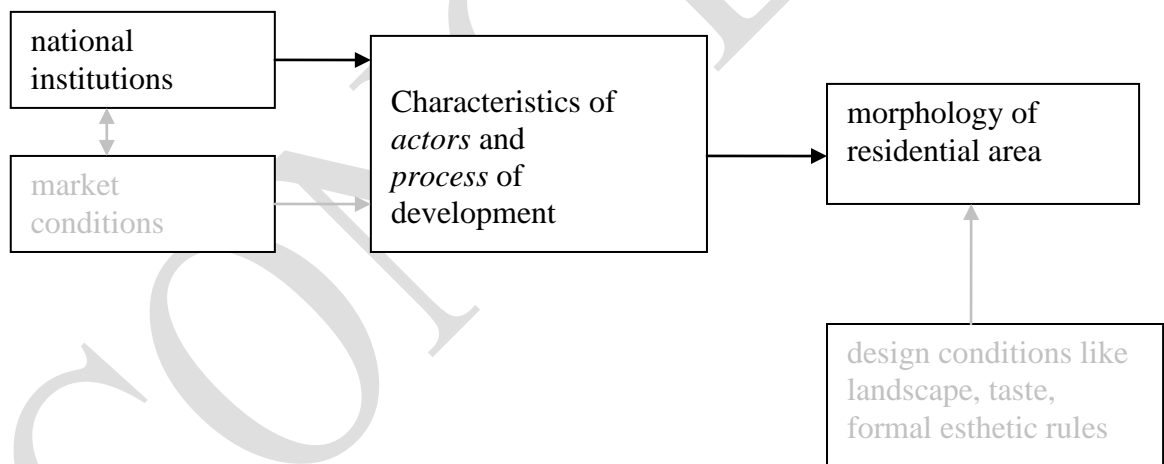 national
institutions
market
conditions
Characteristics of
actors and
process of
development
morphology of
residential area
design conditions like
landscape, taste,
formal esthetic rules